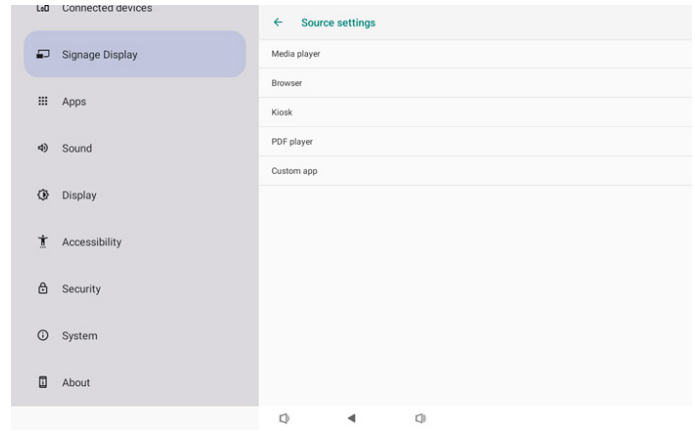 Connected devices
Signage Display
Apps
Sound
Display
Accessibility
Security
System
About
Source settings
Media player
Browser
Kiosk
PDF player
Custom app